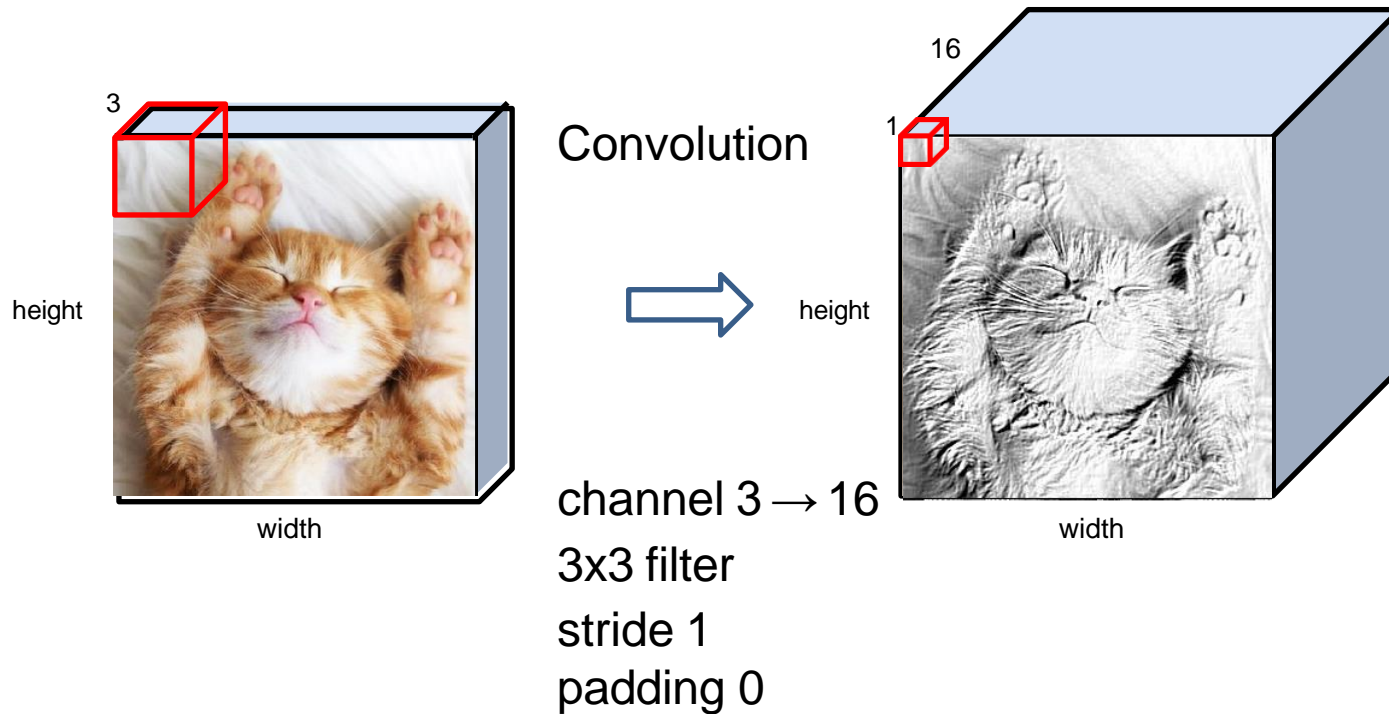 3
height
width
Convolution
channel 3 → 16
3x3 filter
stride 1
padding 0
16
1
height
width